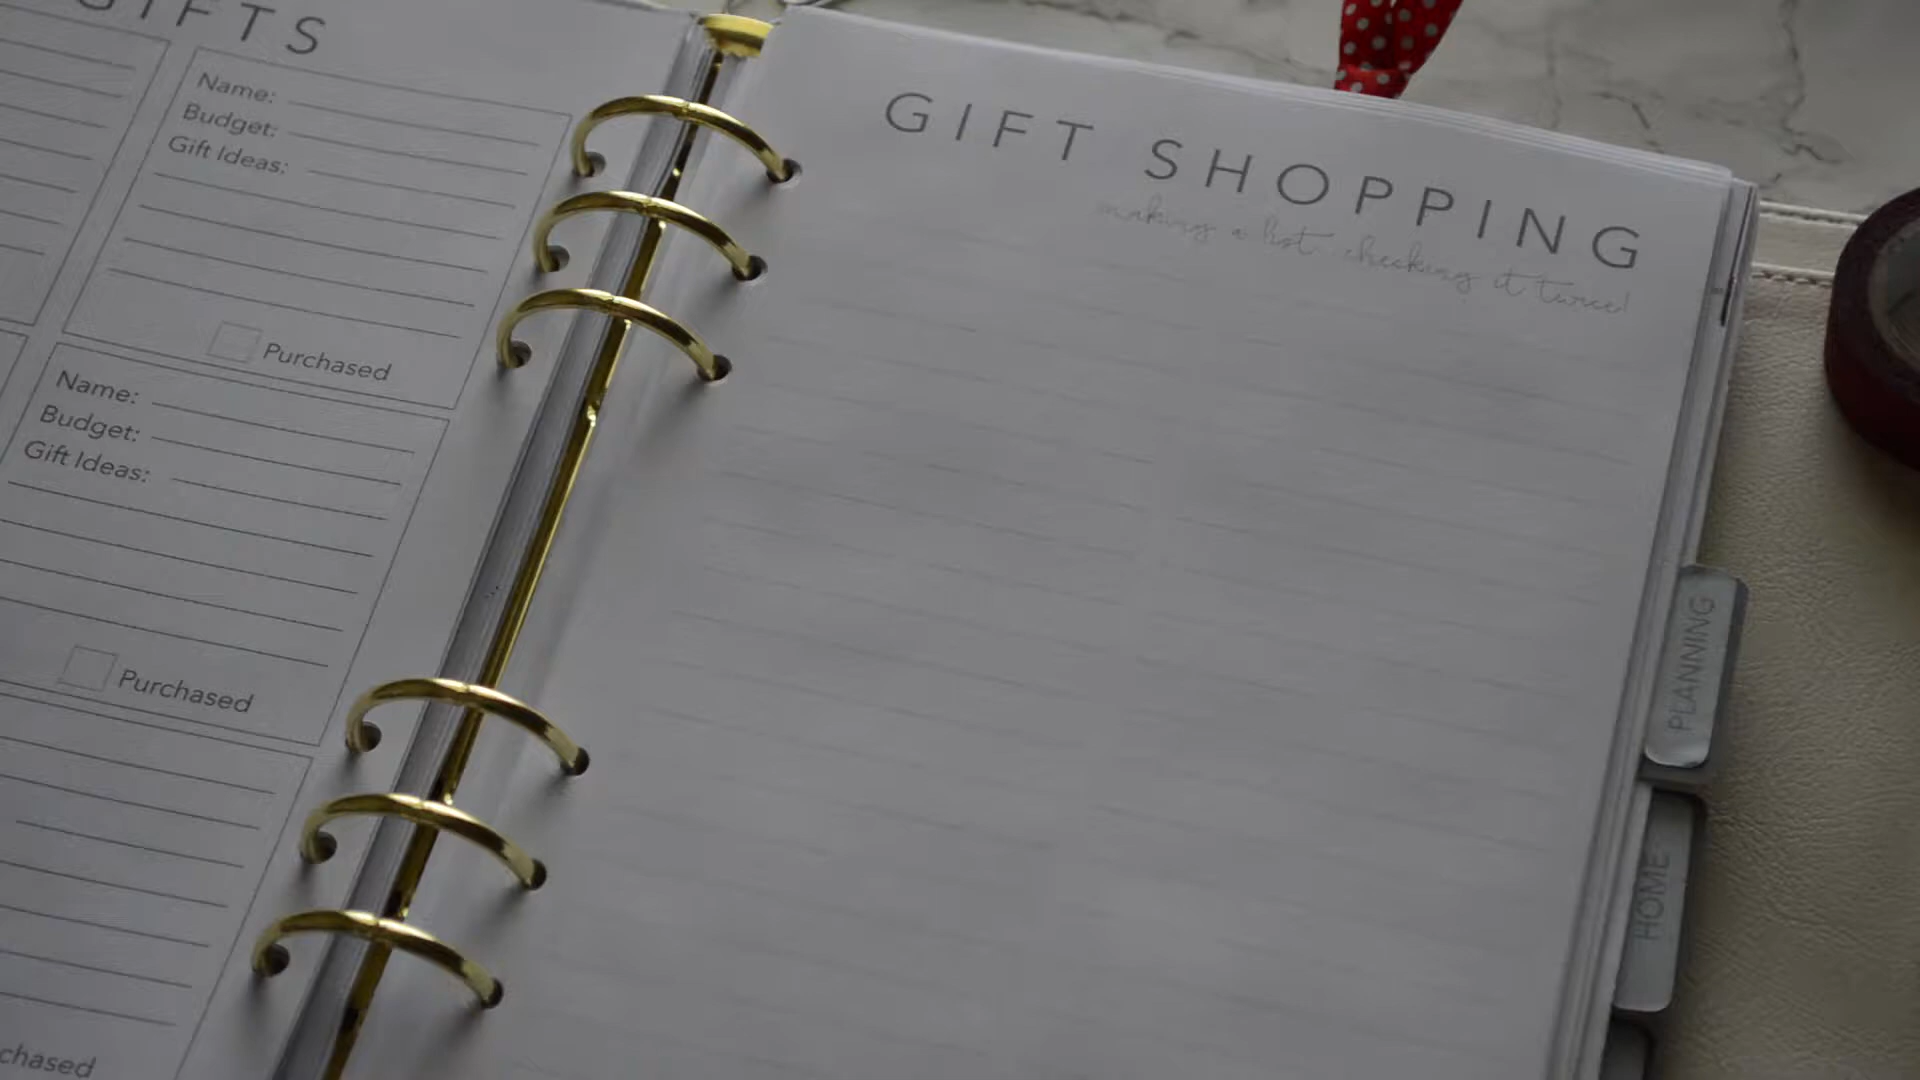 GIFTS
Name:
Budget:
Gift Ideas:
Purchased
Name:
Budget:
Gift Ideas:
Purchased
chased
GIFT SHOPPING
making a list, checking it twice!
PLANNING
HOME